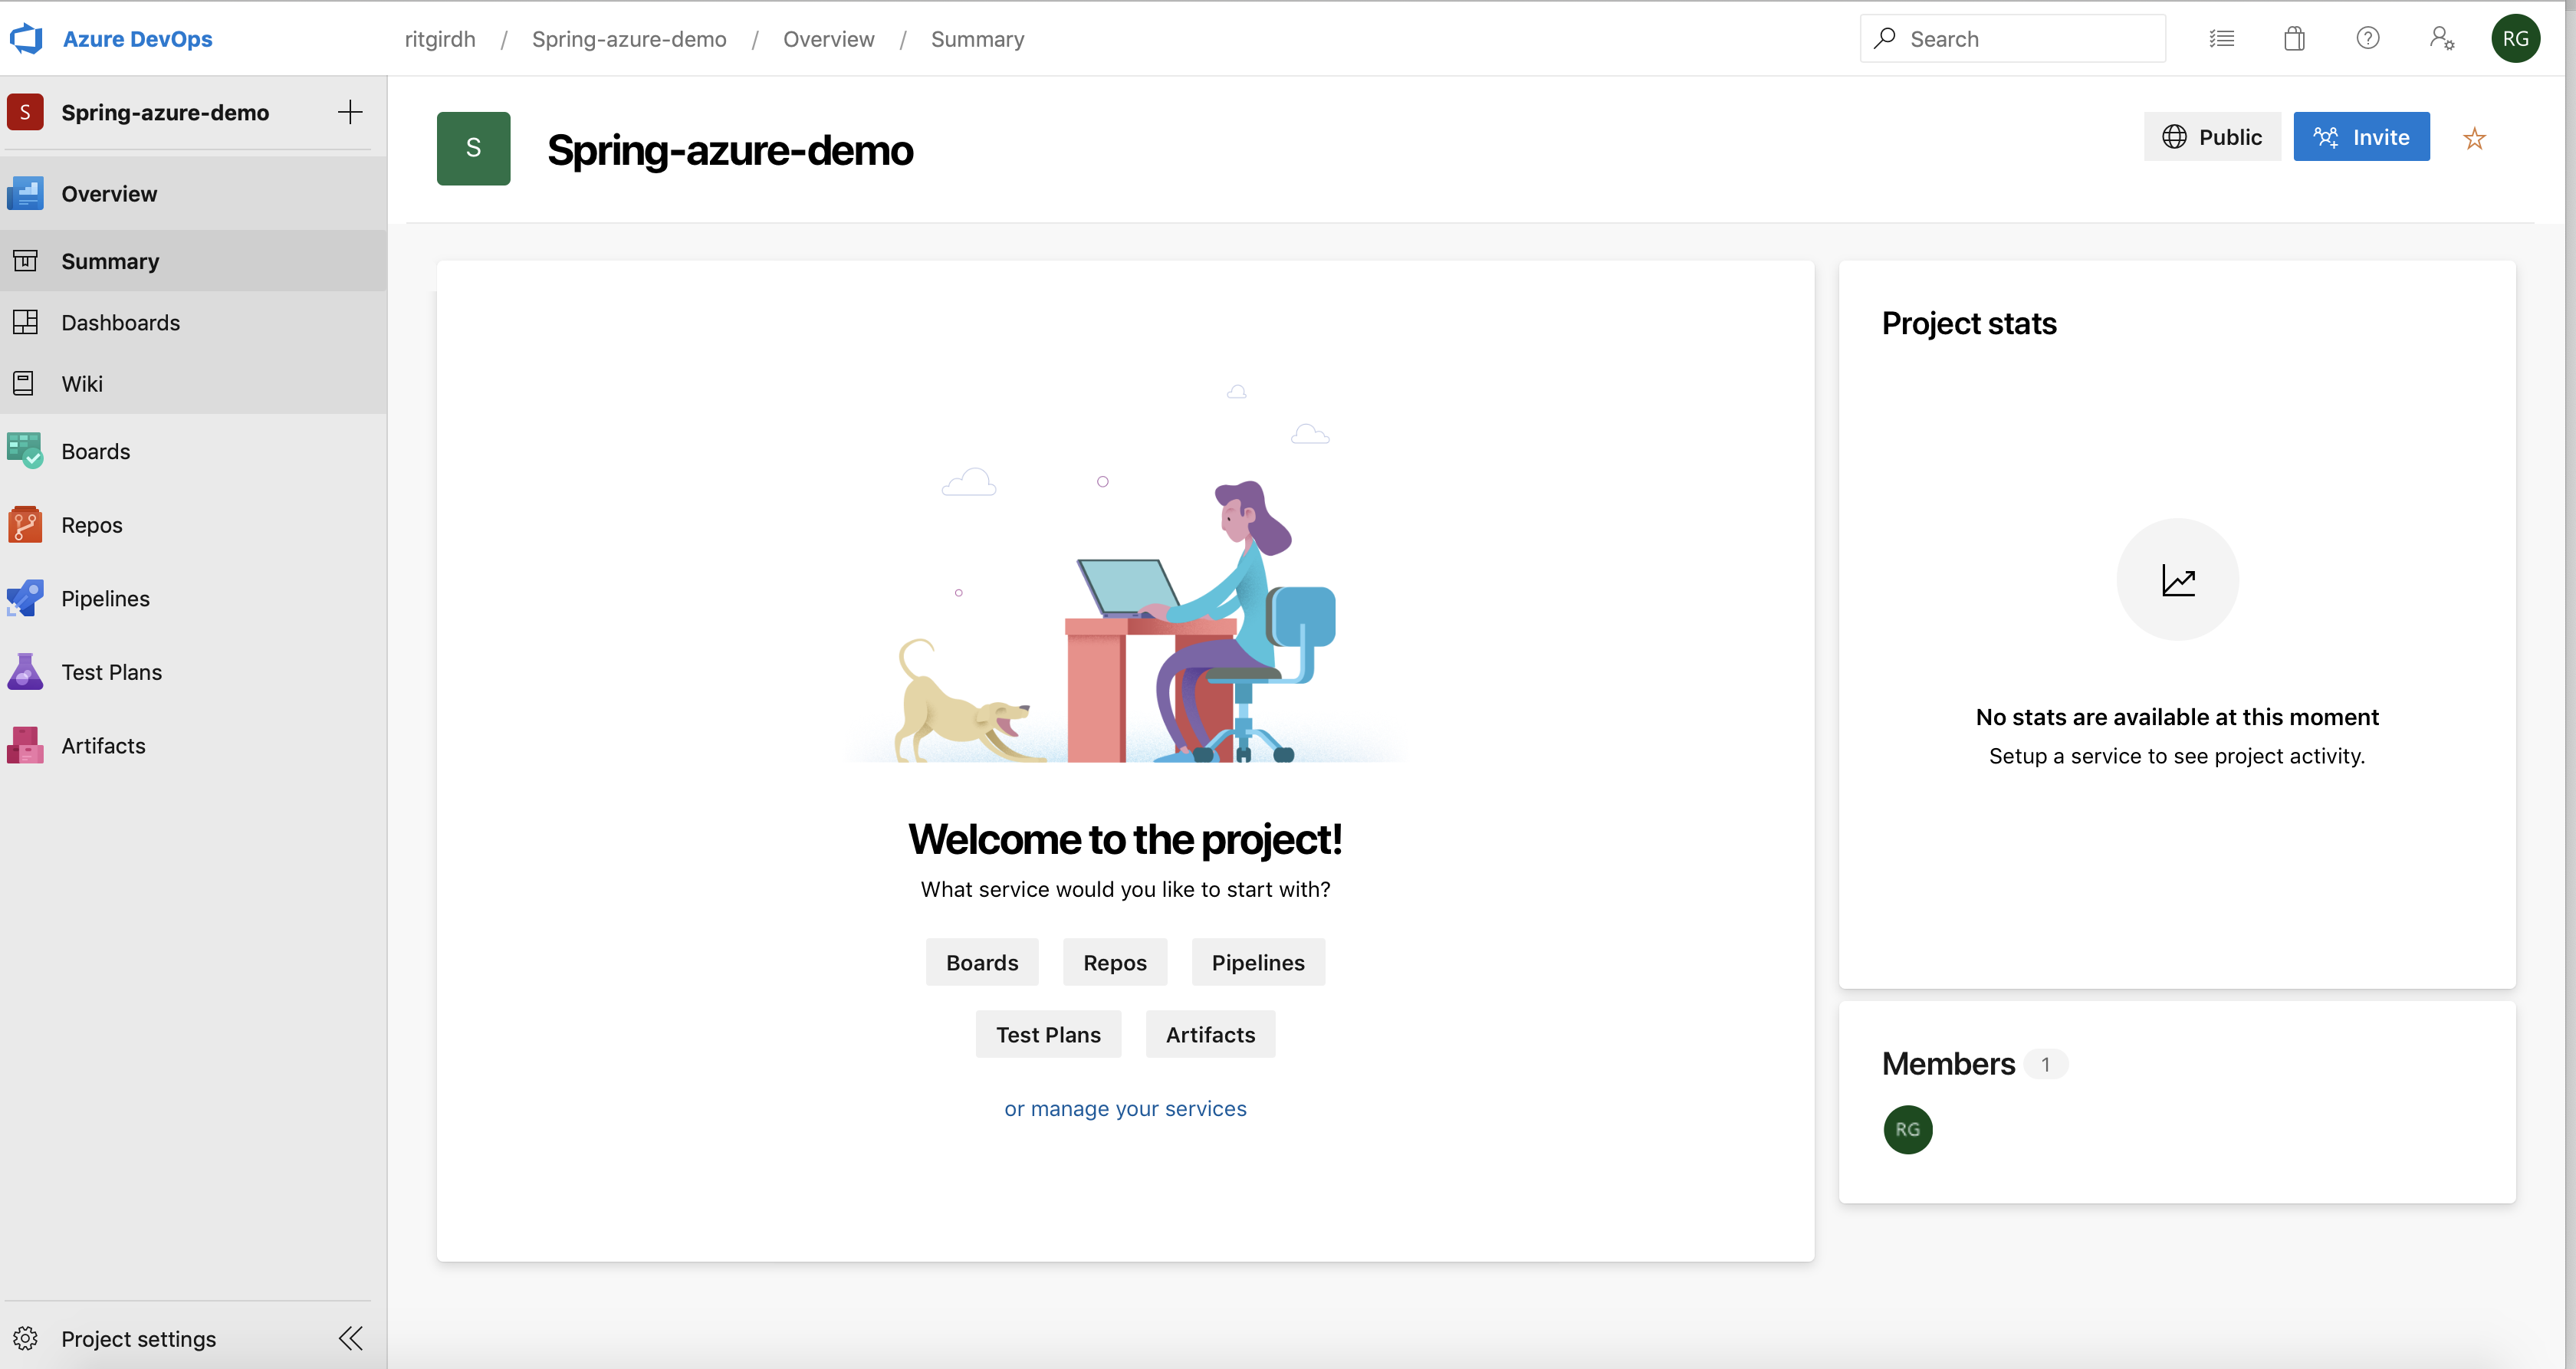 Azure DevOps
ritgirdh / Spring-azure-demo / Overview / Summary
Search
RG
S Spring-azure-demo
Overview
Summary
Dashboards
Wiki
Boards
Repos
Pipelines
Test Plans
Artifacts
Project settings
S Spring-azure-demo
Public
Invite
Welcome to the project!
What service would you like to start with?
Boards Repos Pipelines
Test Plans Artifacts
or manage your services
Project stats
No stats are available at this moment
Setup a service to see project activity.
Members 1
RG